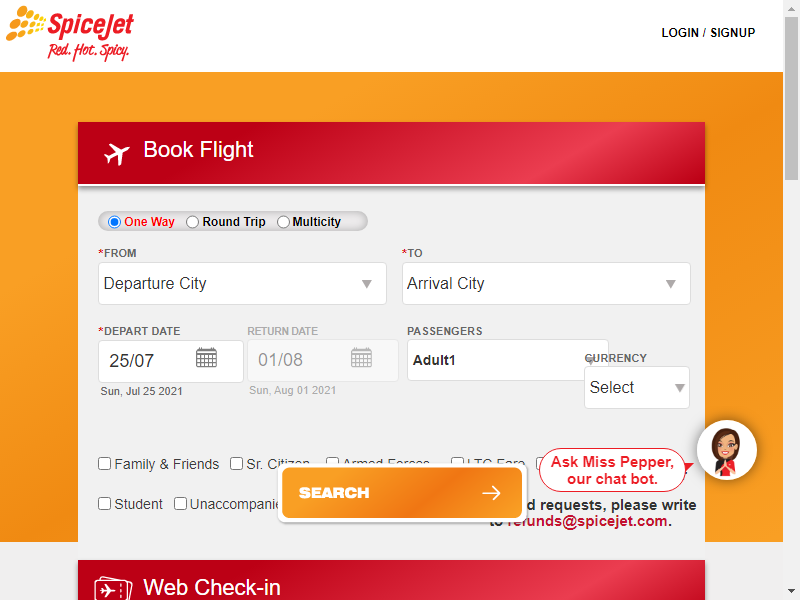 SpiceJet
Red. Hot. Spicy.
LOGIN / SIGNUP
Book Flight
One Way Round Trip Multicity
*FROM *TO
Departure City Arrival City
*DEPART DATE RETURN DATE PASSENGERS
25/07 01/08 Adult1
CURRENCY
Select
Sun, Jul 25 2021 Sun, Aug 01 2021
Family & Friends Sr. Citizen Armed Forces LTC Fare
Ask Miss Pepper,
our chat bot.
Student
SEARCH
requests, please write
to refunds@spicejet.com.
Web Check-in